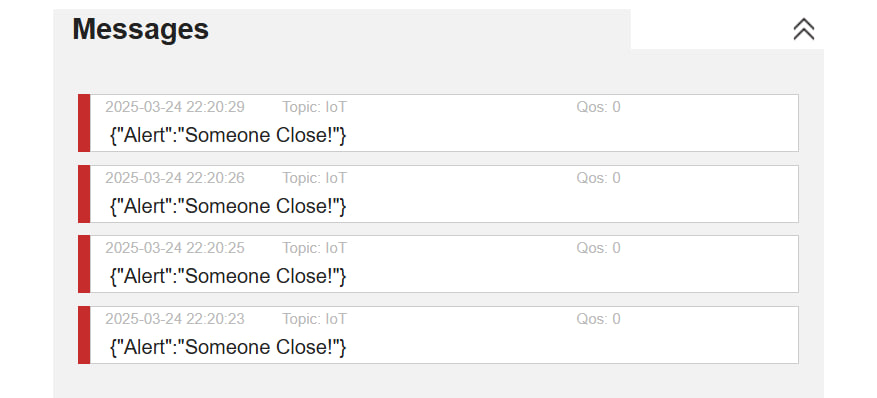 Messages
2025-03-24 22:20:29 Topic: IoT Qos: 0
{"Alert":"Someone Close!"}
2025-03-24 22:20:26 Topic: IoT Qos: 0
{"Alert":"Someone Close!"}
2025-03-24 22:20:25 Topic: IoT Qos: 0
{"Alert":"Someone Close!"}
2025-03-24 22:20:23 Topic: IoT Qos: 0
{"Alert":"Someone Close!"}